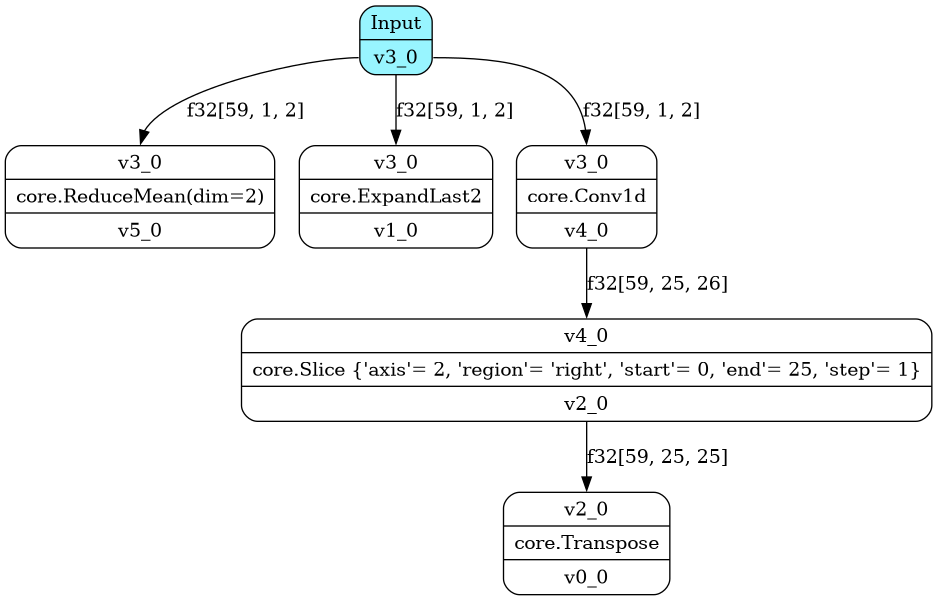 Input
v3_0
f32[59, 1, 2]
f32[59, 1, 2]
f32[59, 1, 2]
v3_0
core.ReduceMean(dim=2)
v5_0
v3_0
core.ExpandLast2
v1_0
v3_0
core.Conv1d
v4_0
f32[59, 25, 26]
v4_0
core.Slice {'axis'= 2, 'region'= 'right', 'start'= 0, 'end'= 25, 'step'= 1}
v2_0
f32[59, 25, 25]
v2_0
core.Transpose
v0_0